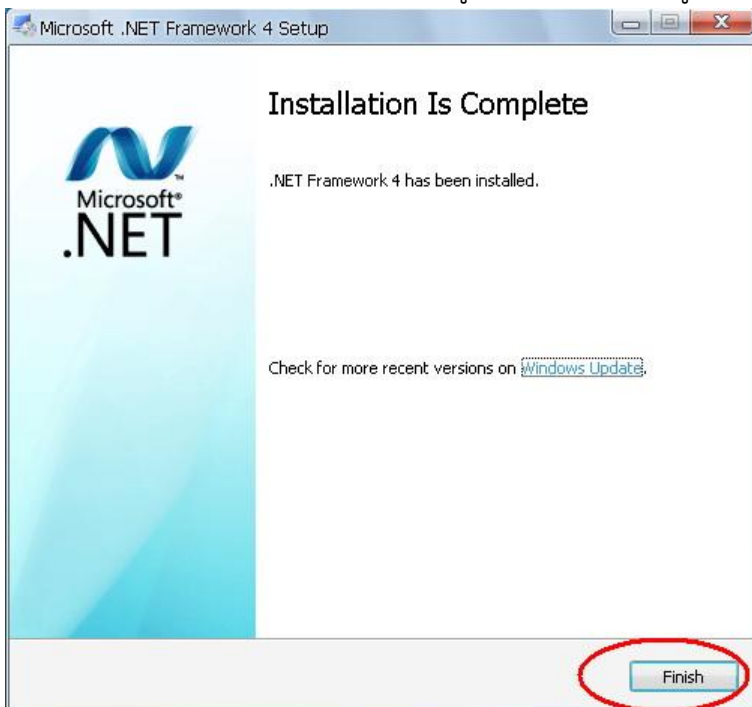 Microsoft .NET Framework 4 Setup
Installation Is Complete
.NET Framework 4 has been installed.
Microsoft®
.NET™
Check for more recent versions on Windows Update.
Finish